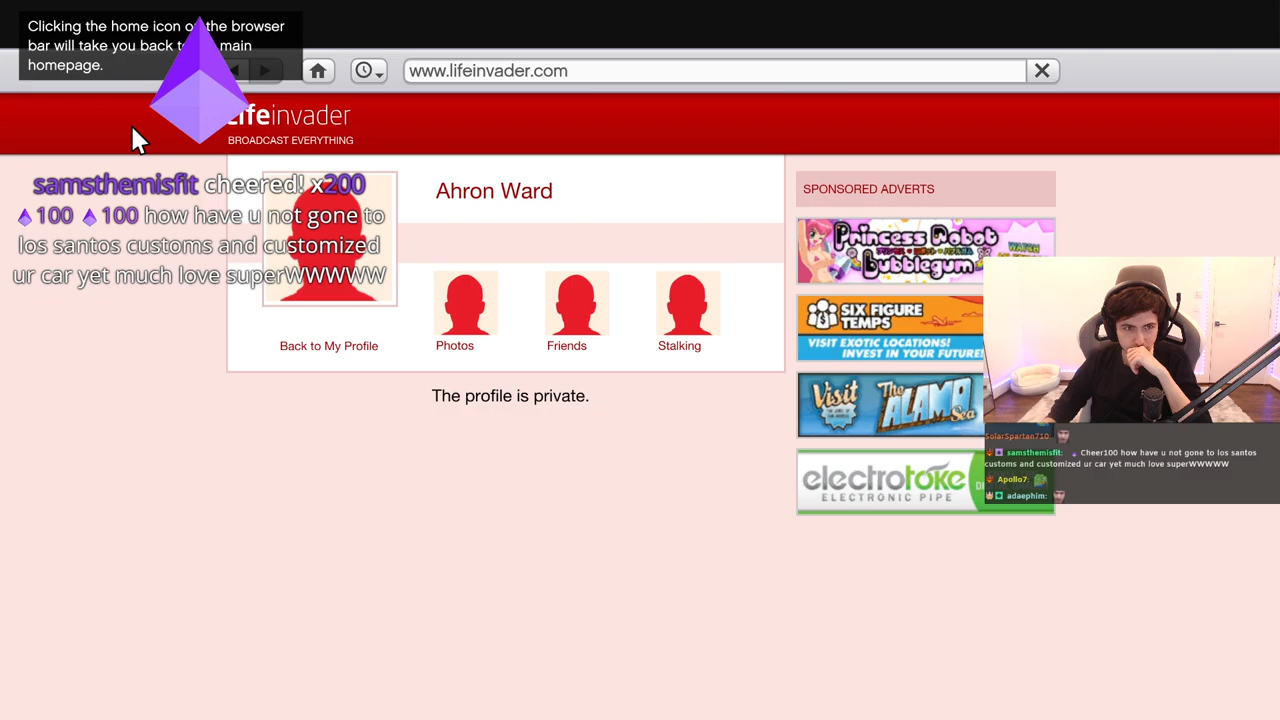 Clicking the home icon o the browser
bar will take you back to main
homepage.
www.lifeinvader.com
lifeinvader
BROADCAST EVERYTHING
samsthemisfit cheered! x200
100 100 how have u not gone to
los santos customs and customized
ur car yet much love superWWWWW
Ahron Ward
Back to My Profile
Photos
Friends
Stalking
The profile is private.
SPONSORED ADVERTS
Princess Robot
Bubblegum
WATCH
SIX FIGURE
TEMPS
VISIT EXOTIC LOCATIONS!
INVEST IN YOUR FUTURE!
Visit The ALAMO Sea
electrotoke
ELECTRONIC PIPE
SolarSpartan710:
samsthemisfit: Cheer100 how have u not gone to los santos
customs and customized ur car yet much love superWWWWW
Apollo7:
adaephim: